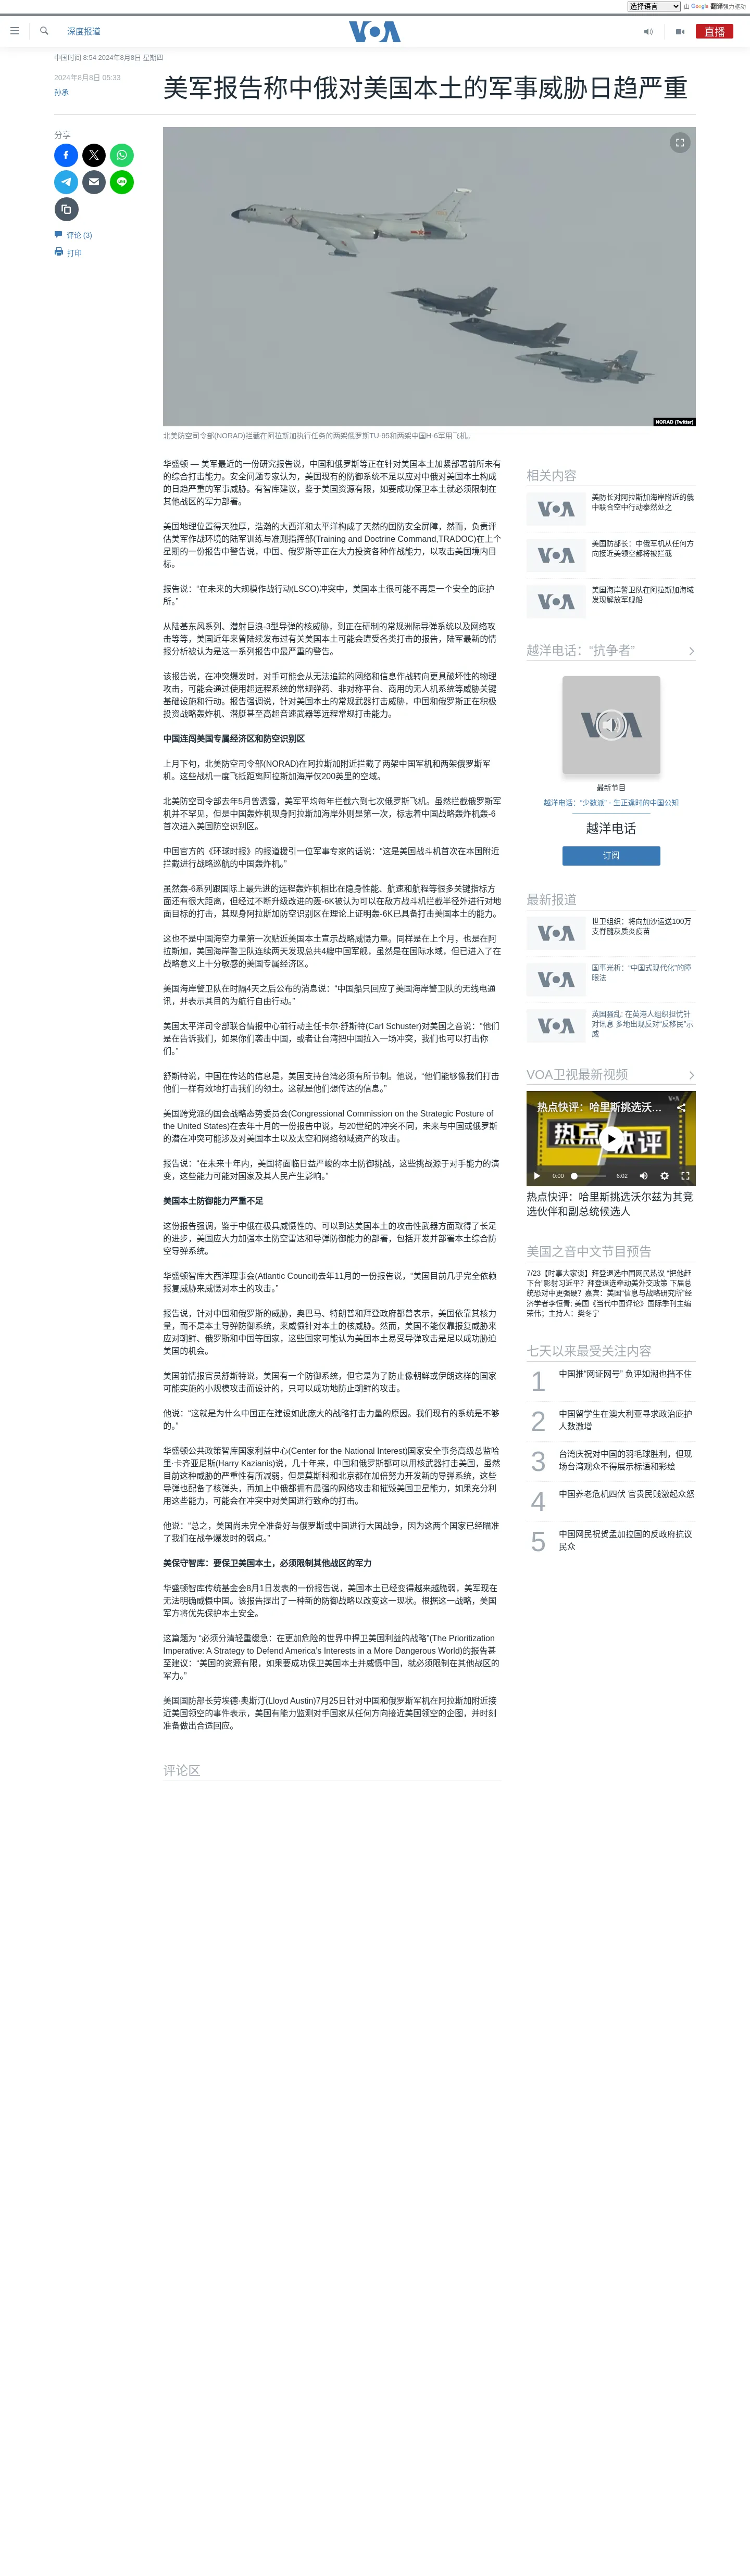 选择语言
由 Google 翻译强力驱动
深度报道
VOA
直播
中国时间 8:54 2024年8月8日 星期四
2024年8月8日 05:33
孙承
美军报告称中俄对美国本土的军事威胁日趋严重
分享
评论 (3)
打印
NORAD (Twitter)
北美防空司令部(NORAD)拦截在阿拉斯加执行任务的两架俄罗斯TU-95和两架中国H-6军用飞机。
华盛顿 — 美军最近的一份研究报告说，中国和俄罗斯等正在针对美国本土加紧部署前所未有
的综合打击能力。安全问题专家认为，美国现有的防御系统不足以应对中俄对美国本土构成
的日趋严重的军事威胁。有智库建议，鉴于美国资源有限，如要成功保卫本土就必须限制在
其他战区的军力部署。
美国地理位置得天独厚，浩瀚的大西洋和太平洋构成了天然的国防安全屏障，然而，负责评
估美军作战环境的陆军训练与准则指挥部(Training and Doctrine Command,TRADOC)在上个
星期的一份报告中警告说，中国、俄罗斯等正在大力投资各种作战能力，以攻击美国境内目
标。
报告说：“在未来的大规模作战行动(LSCO)冲突中，美国本土很可能不再是一个安全的庇护
所。”
从陆基东风系列、潜射巨浪-3型导弹的核威胁，到正在研制的常规洲际导弹系统以及网络攻
击等等，美国近年来曾陆续发布过有关美国本土可能会遭受各类打击的报告，陆军最新的情
报分析被认为是这一系列报告中最严重的警告。
该报告说，在冲突爆发时，对手可能会从无法追踪的网络和信息作战转向更具破坏性的物理
攻击，可能会通过使用超远程系统的常规弹药、非对称平台、商用的无人机系统等威胁关键
基础设施和行动。报告强调说，针对美国本土的常规武器打击威胁，中国和俄罗斯正在积极
投资战略轰炸机、潜艇甚至高超音速武器等远程常规打击能力。
中国连闯美国专属经济区和防空识别区
上月下旬，北美防空司令部(NORAD)在阿拉斯加附近拦截了两架中国军机和两架俄罗斯军
机。这些战机一度飞抵距离阿拉斯加海岸仅200英里的空域。
北美防空司令部去年5月曾透露，美军平均每年拦截六到七次俄罗斯飞机。虽然拦截俄罗斯军
机并不罕见，但是中国轰炸机现身阿拉斯加海岸外则是第一次，标志着中国战略轰炸机轰-6
首次进入美国防空识别区。
中国官方的《环球时报》的报道援引一位军事专家的话说：“这是美国战斗机首次在本国附近
拦截进行战略巡航的中国轰炸机。”
虽然轰-6系列跟国际上最先进的远程轰炸机相比在隐身性能、航速和航程等很多关键指标方
面还有很大距离，但经过不断升级改进的轰-6K被认为可以在敌方战斗机拦截半径外进行对地
面目标的打击，其现身阿拉斯加防空识别区在理论上证明轰-6K已具备打击美国本土的能力。
这也不是中国海空力量第一次贴近美国本土宣示战略威慑力量。同样是在上个月，也是在阿
拉斯加，美国海岸警卫队连续两天发现总共4艘中国军舰，虽然是在国际水域，但已进入了在
战略意义上十分敏感的美国专属经济区。
美国海岸警卫队在时隔4天之后公布的消息说：“中国船只回应了美国海岸警卫队的无线电通
讯，并表示其目的为航行自由行动。”
美国太平洋司令部联合情报中心前行动主任卡尔·舒斯特(Carl Schuster)对美国之音说：“他们
是在告诉我们，如果你们袭击中国，或者让台湾把中国拉入一场冲突，我们也可以打击你
们。”
舒斯特说，中国在传达的信息是，美国支持台湾必须有所节制。他说，“他们能够像我们打击
他们一样有效地打击我们的领土。这就是他们想传达的信息。”
美国跨党派的国会战略态势委员会(Congressional Commission on the Strategic Posture of
the United States)在去年十月的一份报告中说，与20世纪的冲突不同，未来与中国或俄罗斯
的潜在冲突可能涉及对美国本土以及太空和网络领域资产的攻击。
报告说：“在未来十年内，美国将面临日益严峻的本土防御挑战，这些挑战源于对手能力的演
变，这些能力可能对国家及其人民产生影响。”
美国本土防御能力严重不足
这份报告强调，鉴于中俄在极具威慑性的、可以到达美国本土的攻击性武器方面取得了长足
的进步，美国应大力加强本土防空雷达和导弹防御能力的部署，包括开发并部署本土综合防
空导弹系统。
华盛顿智库大西洋理事会(Atlantic Council)去年11月的一份报告说，“美国目前几乎完全依赖
报复威胁来威慑对本土的攻击。”
报告说，针对中国和俄罗斯的威胁，奥巴马、特朗普和拜登政府都曾表示，美国依靠其核力
量，而不是本土导弹防御系统，来威慑针对本土的核威胁。然而，美国不能仅靠报复威胁来
应对朝鲜、俄罗斯和中国等国家，这些国家可能认为美国本土易受导弹攻击是足以成功胁迫
美国的机会。
美国前情报官员舒斯特说，美国有一个防御系统，但它是为了防止像朝鲜或伊朗这样的国家
可能实施的小规模攻击而设计的，只可以成功地防止朝鲜的攻击。
他说：“这就是为什么中国正在建设如此庞大的战略打击力量的原因。我们现有的系统是不够
的。”
华盛顿公共政策智库国家利益中心(Center for the National Interest)国家安全事务高级总监哈
里·卡齐亚尼斯(Harry Kazianis)说，几十年来，中国和俄罗斯都可以用核武器打击美国，虽然
目前这种威胁的严重性有所减弱，但是莫斯科和北京都在加倍努力开发新的导弹系统，这些
导弹也配备了核弹头，再加上中俄都拥有最强的网络攻击和摧毁美国卫星能力，如果充分利
用这些能力，可能会在冲突中对美国进行致命的打击。
他说：“总之，美国尚未完全准备好与俄罗斯或中国进行大国战争，因为这两个国家已经瞄准
了我们在战争爆发时的弱点。”
美保守智库：要保卫美国本土，必须限制其他战区的军力
华盛顿智库传统基金会8月1日发表的一份报告说，美国本土已经变得越来越脆弱，美军现在
无法明确威慑中国。该报告提出了一种新的防御战略以改变这一现状。根据这一战略，美国
军方将优先保护本土安全。
这篇题为 “必须分清轻重缓急：在更加危险的世界中捍卫美国利益的战略”(The Prioritization
Imperative: A Strategy to Defend America’s Interests in a More Dangerous World)的报告甚
至建议：“美国的资源有限，如果要成功保卫美国本土并威慑中国，就必须限制在其他战区的
军力。”
美国国防部长劳埃德·奥斯汀(Lloyd Austin)7月25日针对中国和俄罗斯军机在阿拉斯加附近接
近美国领空的事件表示，美国有能力监测对手国家从任何方向接近美国领空的企图，并时刻
准备做出合适回应。
评论区
相关内容
VOA
美防长对阿拉斯加海岸附近的俄
中联合空中行动泰然处之
VOA
美国防部长：中俄军机从任何方
向接近美领空都将被拦截
VOA
美国海岸警卫队在阿拉斯加海域
发现解放军舰船
越洋电话：“抗争者”
VOA
最新节目
越洋电话：“少数派” - 生正逢时的中国公知
越洋电话
订阅
最新报道
VOA
世卫组织：将向加沙运送100万
支脊髓灰质炎疫苗
VOA
国事光析：“中国式现代化”的障
眼法
VOA
英国骚乱: 在英港人组织担忧针
对讯息 多地出现反对“反移民”示
威
VOA卫视最新视频
热点快评：哈里斯挑选沃...
VOA
热点快评
0:00
6:02
热点快评：哈里斯挑选沃尔兹为其竞
选伙伴和副总统候选人
美国之音中文节目预告
7/23【时事大家谈】拜登退选中国网民热议 “把他赶
下台”影射习近平？拜登退选牵动美外交政策 下届总
统恐对中更强硬？嘉宾：美国“信息与战略研究所”经
济学者李恒青; 美国《当代中国评论》国际季刊主编
荣伟；主持人：樊冬宁
七天以来最受关注内容
1 中国推“网证网号” 负评如潮也挡不住
2 中国留学生在澳大利亚寻求政治庇护
人数激增
3 台湾庆祝对中国的羽毛球胜利，但现
场台湾观众不得展示标语和彩绘
4 中国养老危机四伏 官贵民贱激起众怒
5 中国网民祝贺孟加拉国的反政府抗议
民众